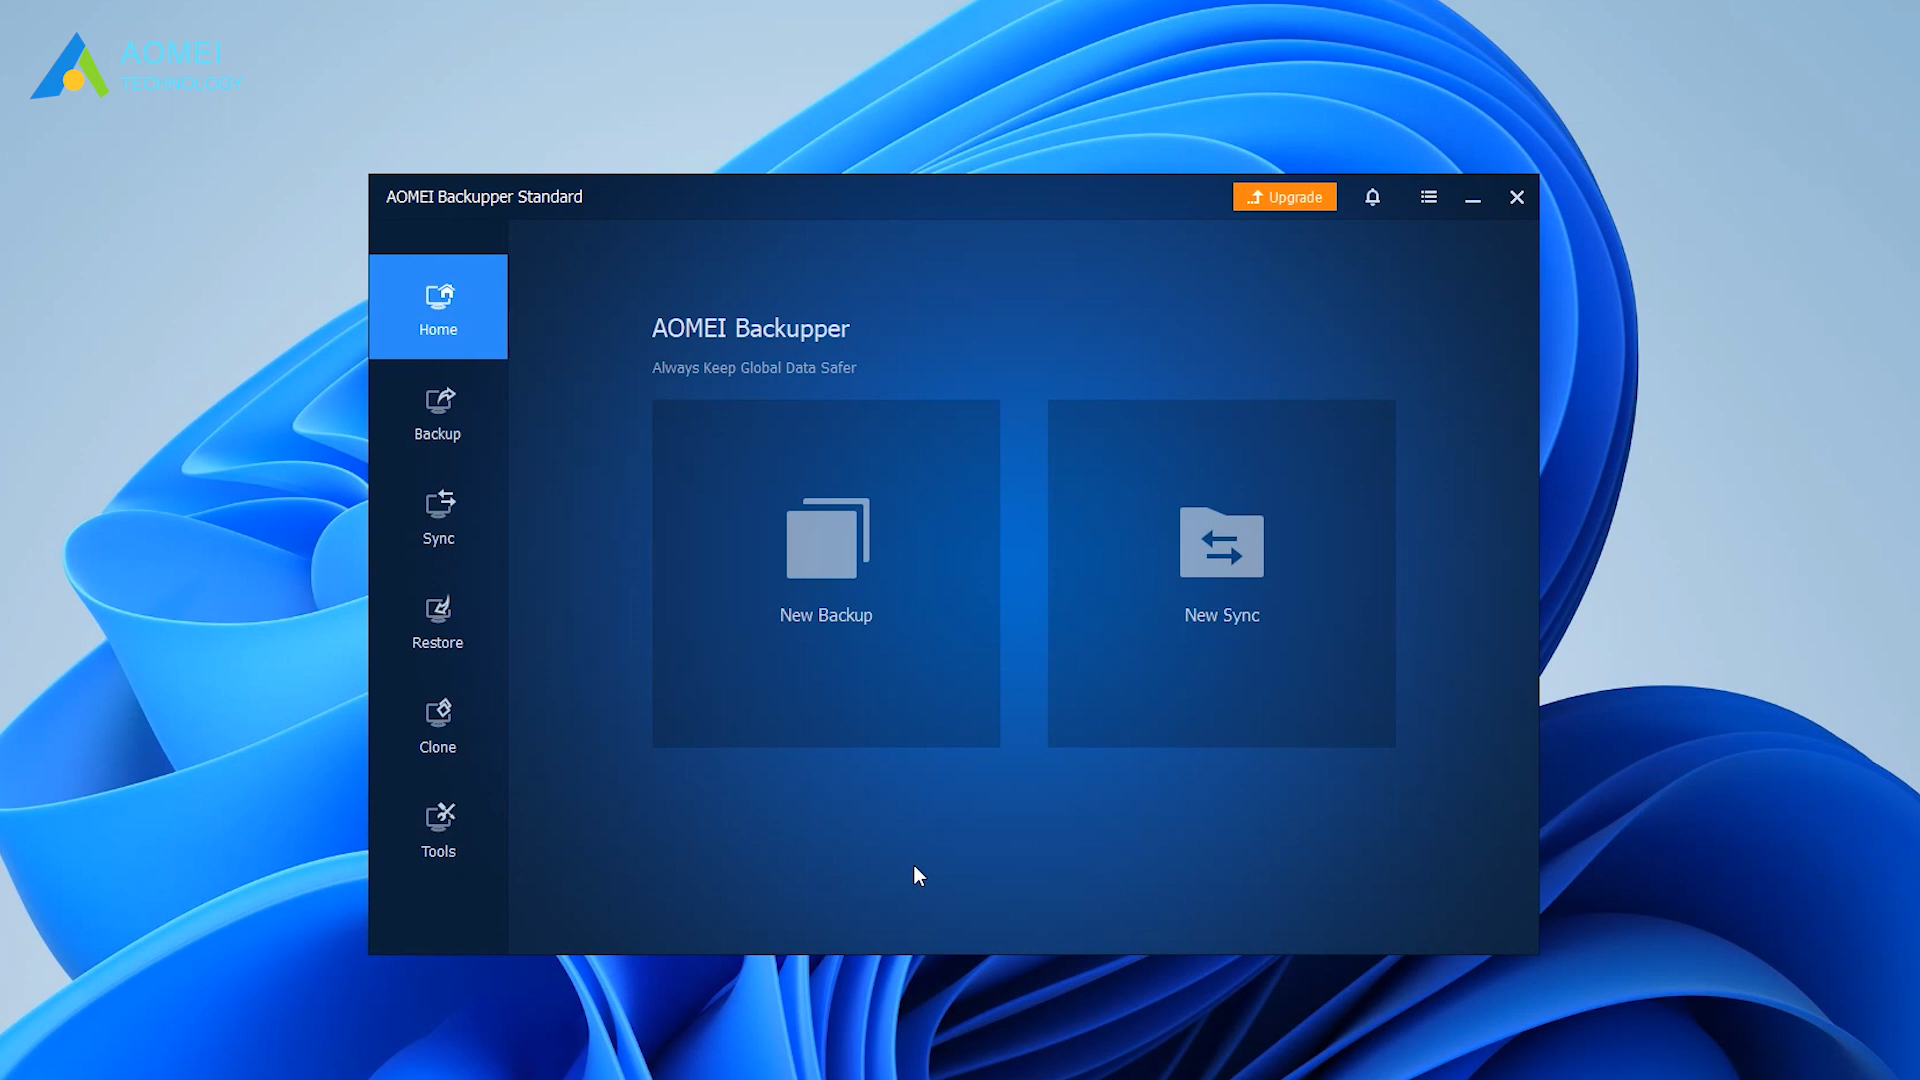 AOMEI
TECHNOLOGY
AOMEI Backupper Standard
Upgrade
Home
Backup
Sync
Restore
Clone
Tools
AOMEI Backupper
Always Keep Global Data Safer
New Backup
New Sync